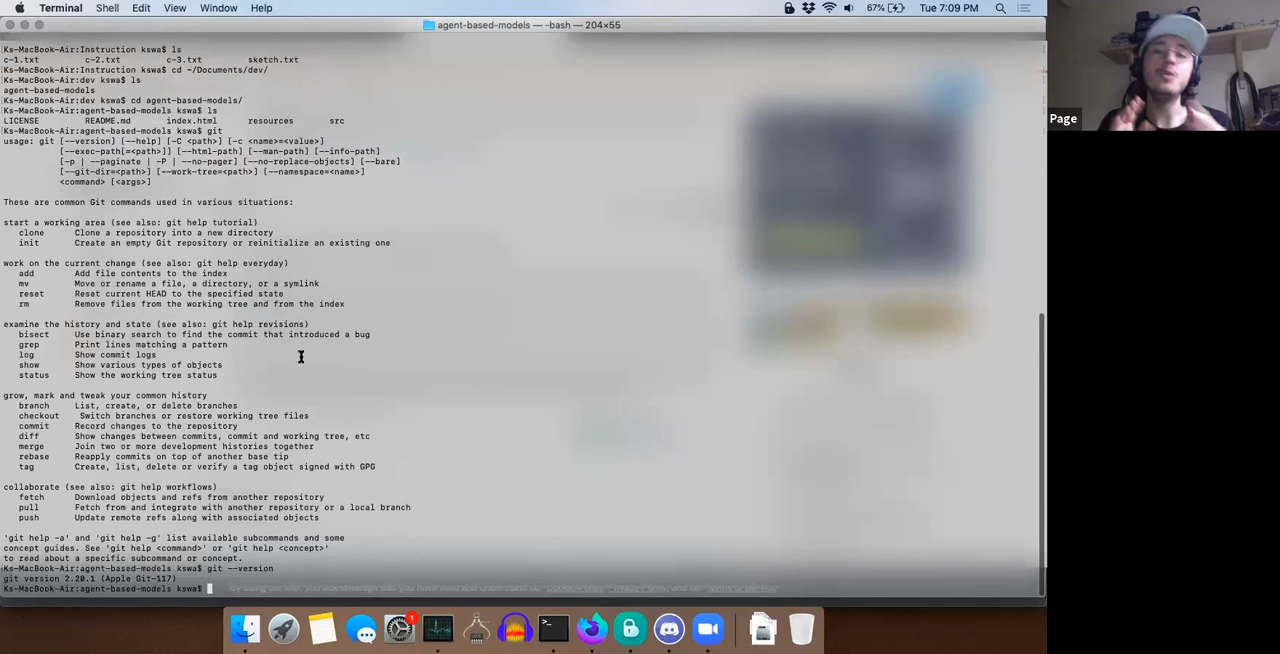 Terminal Shell Edit View Window Help 67% Tue 7:09 PM
agent-based-models — -bash — 204×55
Page
Ks-MacBook-Air:Instruction kswa$ ls
c-1.txt c-2.txt c-3.txt sketch.txt
Ks-MacBook-Air:Instruction kswa$ cd ~/Documents/dev/
Ks-MacBook-Air:dev kswa$ ls
agent-based-models
Ks-MacBook-Air:dev kswa$ cd agent-based-models/
Ks-MacBook-Air:agent-based-models kswa$ ls
LICENSE README.md index.html resources src
Ks-MacBook-Air:agent-based-models kswa$ git
usage: git [--version] [--help] [-C <path>] [-c <name>=<value>]
[--exec-path[=<path>]] [--html-path] [--man-path] [--info-path]
[-p | --paginate | -P | --no-pager] [--no-replace-objects] [--bare]
[--git-dir=<path>] [--work-tree=<path>] [--namespace=<name>]
<command> [<args>]
These are common Git commands used in various situations:
start a working area (see also: git help tutorial)
clone Clone a repository into a new directory
init Create an empty Git repository or reinitialize an existing one
work on the current change (see also: git help everyday)
add Add file contents to the index
mv Move or rename a file, a directory, or a symlink
reset Reset current HEAD to the specified state
rm Remove files from the working tree and from the index
examine the history and state (see also: git help revisions)
bisect Use binary search to find the commit that introduced a bug
grep Print lines matching a pattern
log Show commit logs
show Show various types of objects
status Show the working tree status
grow, mark and tweak your common history
branch List, create, or delete branches
checkout Switch branches or restore working tree files
commit Record changes to the repository
diff Show changes between commits, commit and working tree, etc
merge Join two or more development histories together
rebase Reapply commits on top of another base tip
tag Create, list, delete or verify a tag object signed with GPG
collaborate (see also: git help workflows)
fetch Download objects and refs from another repository
pull Fetch from and integrate with another repository or a local branch
push Update remote refs along with associated objects
'git help -a' and 'git help -g' list available subcommands and some
concept guides. See 'git help <command>' or 'git help <concept>'
to read about a specific subcommand or concept.
Ks-MacBook-Air:agent-based-models kswa$ git --version
git version 2.20.1 (Apple Git-117)
Ks-MacBook-Air:agent-based-models kswa$
1